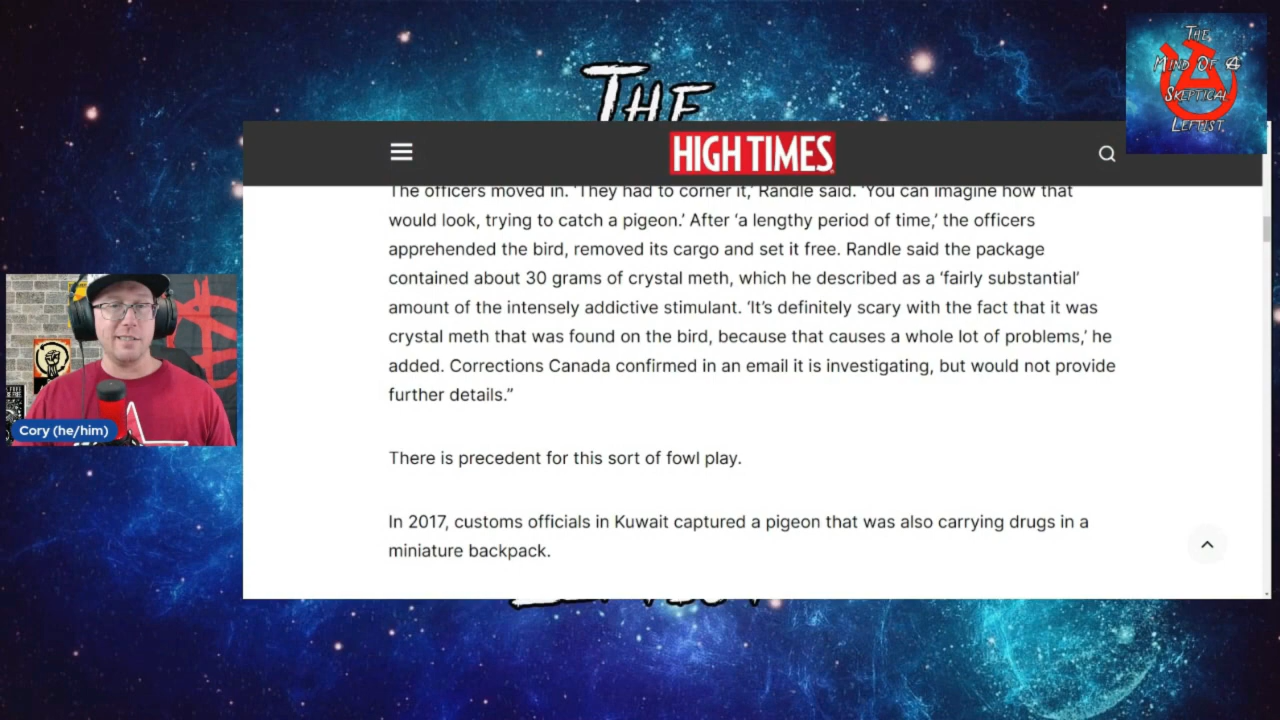 THE
THE
MIND OF A
SKEPTICAL
LEFTIST
HIGH TIMES
The officers moved in. ‘They had to corner it,’ Randle said. ‘You can imagine how that
would look, trying to catch a pigeon.’ After ‘a lengthy period of time,’ the officers
apprehended the bird, removed its cargo and set it free. Randle said the package
contained about 30 grams of crystal meth, which he described as a ‘fairly substantial’
amount of the intensely addictive stimulant. ‘It’s definitely scary with the fact that it was
crystal meth that was found on the bird, because that causes a whole lot of problems,’ he
added. Corrections Canada confirmed in an email it is investigating, but would not provide
further details.”
There is precedent for this sort of fowl play.
In 2017, customs officials in Kuwait captured a pigeon that was also carrying drugs in a
miniature backpack.
Cory (he/him)